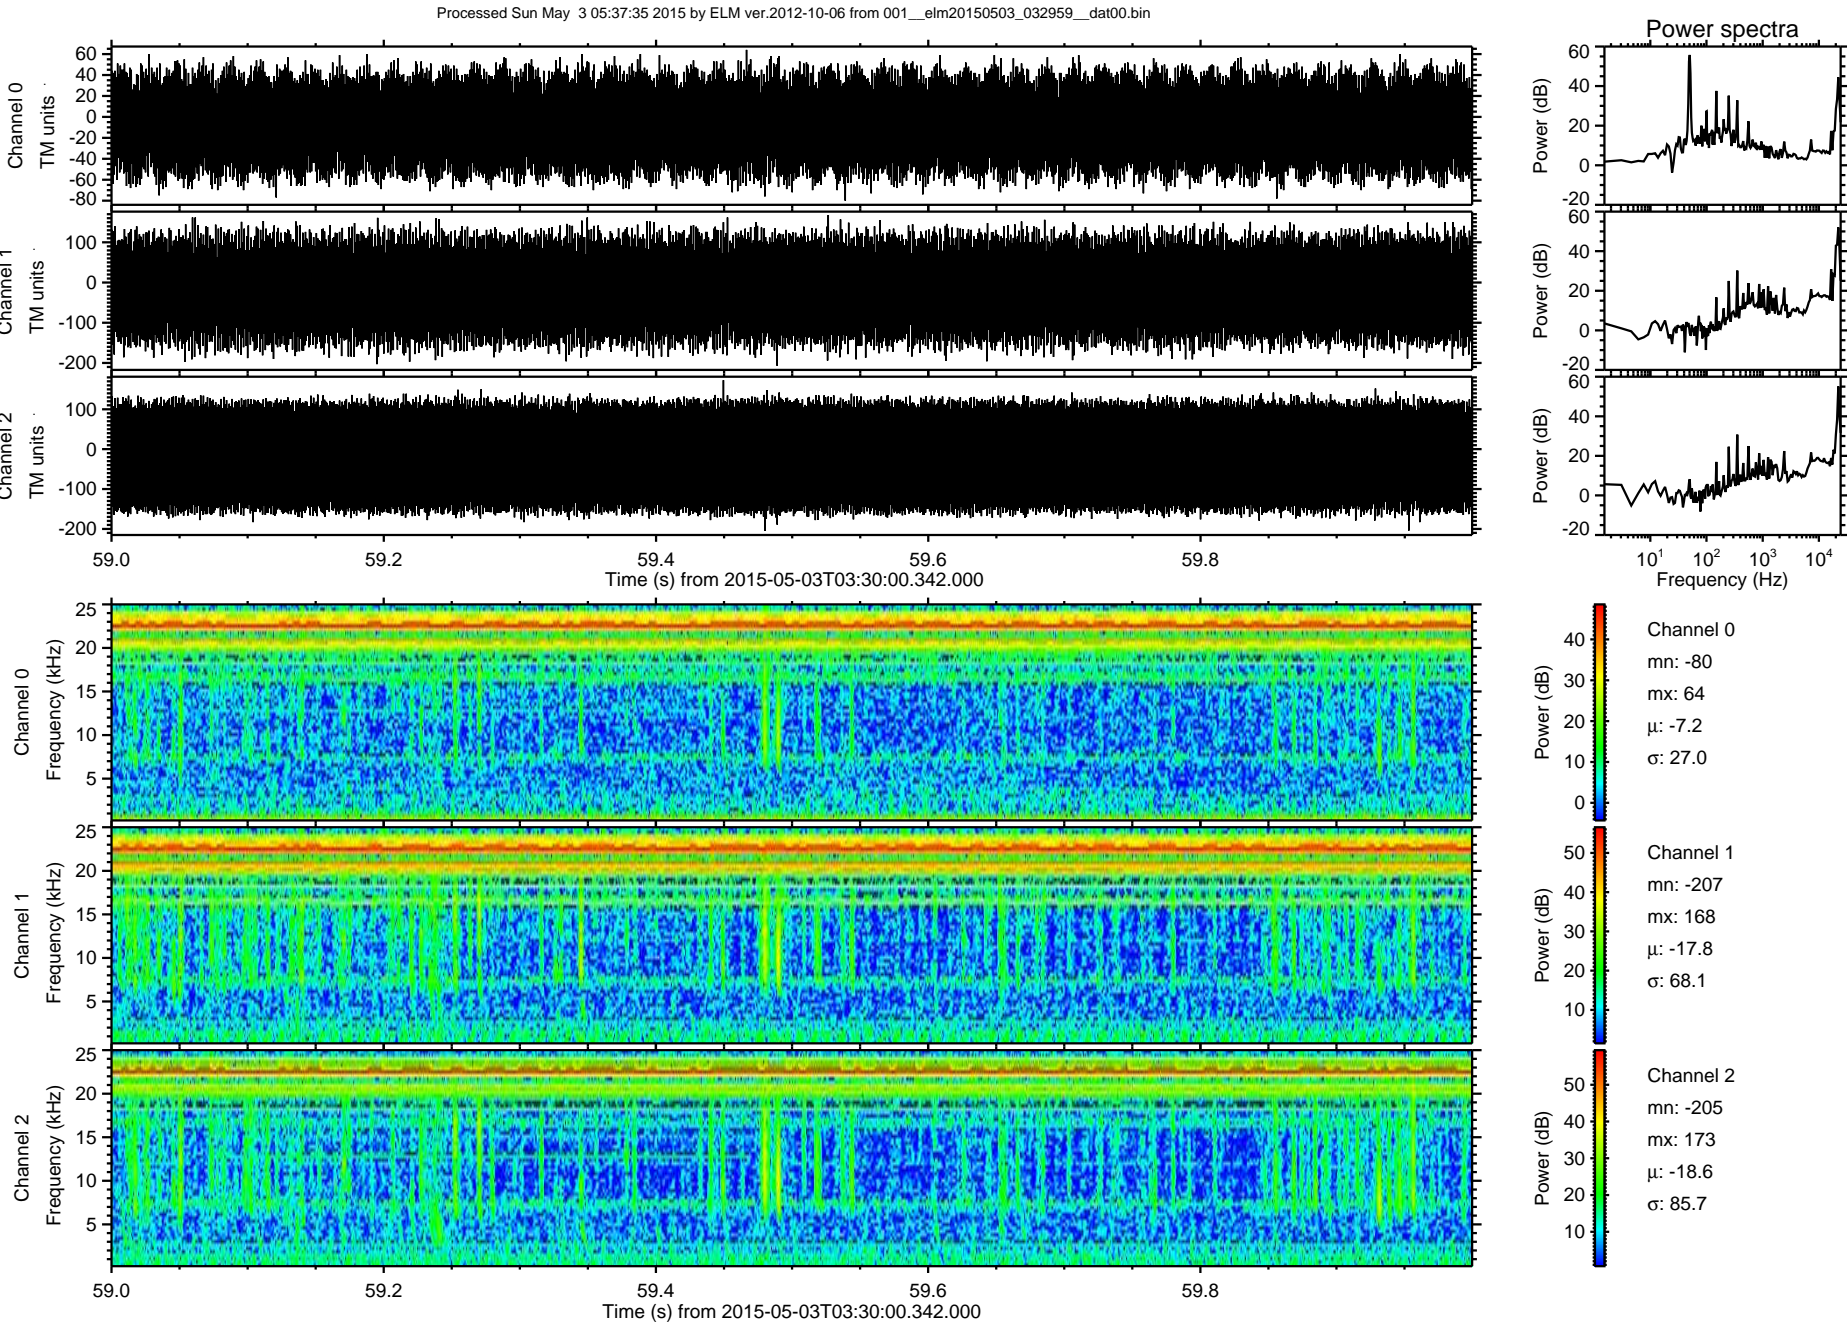 Processed Sun May  3 05:37:35 2015 by ELM ver.2012-10-06 from 001__elm20150503_032959__dat00.bin
Power spectra
Channel 0
TM units
60
40
20
0
-20
-40
-60
-80
Power (dB)
60
40
20
0
-20
Channel 1
TM units
100
0
-100
-200
Power (dB)
60
40
20
0
-20
Channel 2
TM units
100
0
-100
-200
Power (dB)
60
40
20
0
-20
59.0 59.2 59.4 59.6 59.8
Time (s) from 2015-05-03T03:30:00.342.000
10¹ 10² 10³ 10⁴
Frequency (Hz)
Channel 0
Frequency (kHz)
25
20
15
10
5
Power (dB)
40
30
20
10
0
Channel 0
mn: -80
mx: 64
μ: -7.2
σ: 27.0
Channel 1
Frequency (kHz)
25
20
15
10
5
Power (dB)
50
40
30
20
10
Channel 1
mn: -207
mx: 168
μ: -17.8
σ: 68.1
Channel 2
Frequency (kHz)
25
20
15
10
5
Power (dB)
50
40
30
20
10
Channel 2
mn: -205
mx: 173
μ: -18.6
σ: 85.7
59.0 59.2 59.4 59.6 59.8
Time (s) from 2015-05-03T03:30:00.342.000